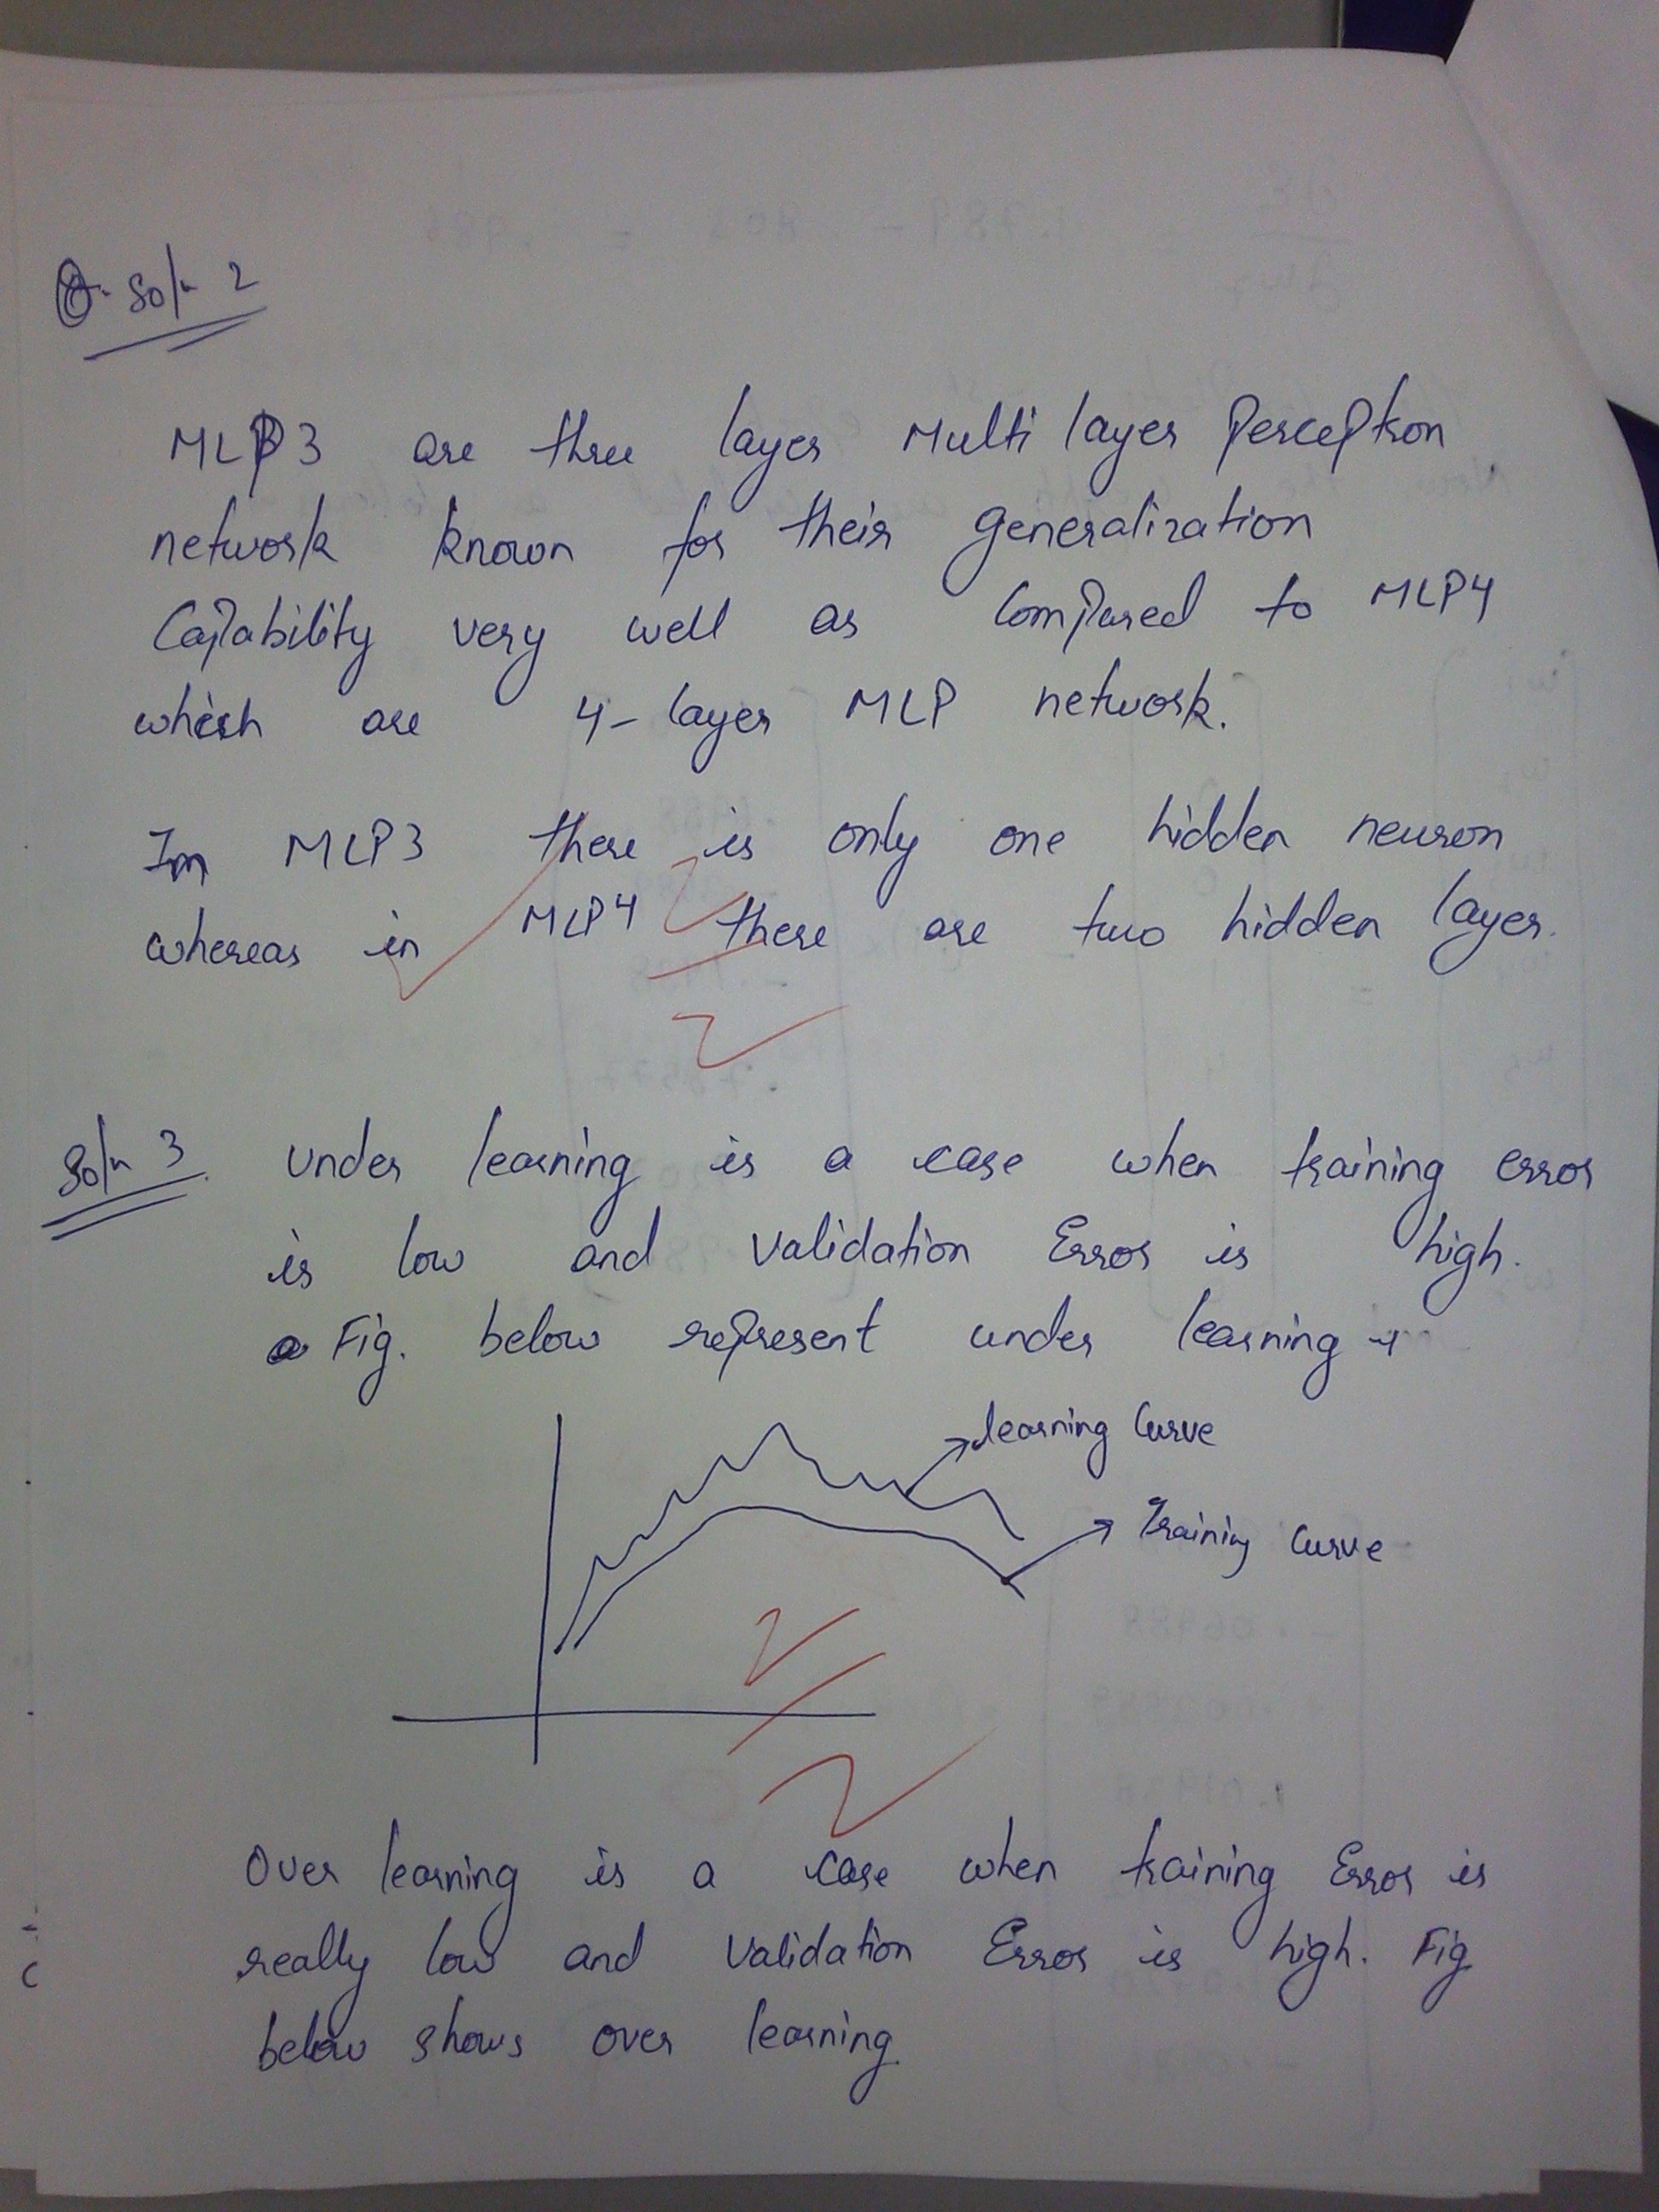 Soln 2
MLP3 are three layer Multi layer Perceptron
network known for their generalization
Capability very well as Compared to MLP4
which are 4-layer MLP network.
In MLP3 there is only one hidden neuron
whereas in MLP4 there are two hidden layer.
2
2
Soln 3. Under learning is a case when training error
is low and validation Error is high.
Fig. below represent under learning
learning Curve
Training Curve
2
2
Over learning is a case when training Error is
really low and validation Error is high. Fig
below shows over learning